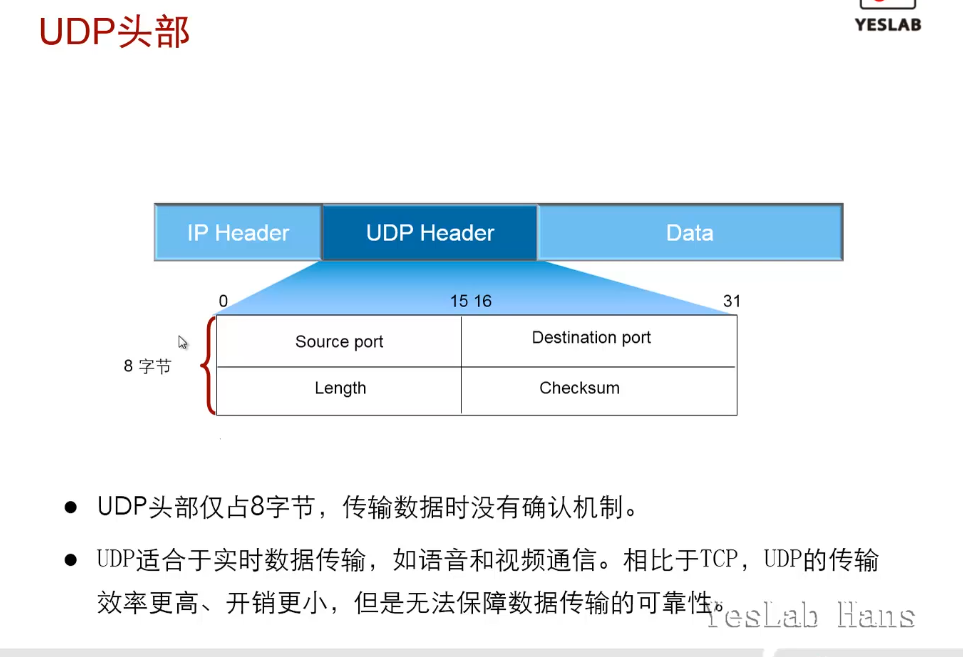 UDP头部
YESLAB
IP Header
UDP Header
Data
0
15 16
31
8 字节
Source port
Destination port
Length
Checksum
UDP头部仅占8字节，传输数据时没有确认机制。
UDP适合于实时数据传输，如语音和视频通信。相比于TCP，UDP的传输
效率更高、开销更小，但是无法保障数据传输的可靠性。
YesLab Hans